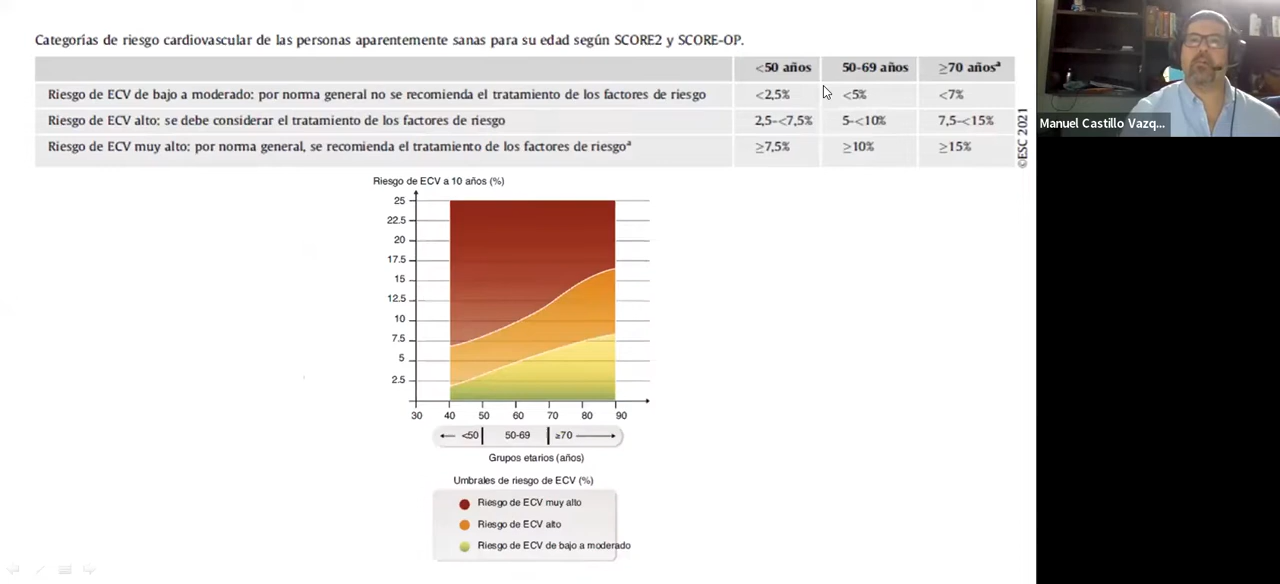 Categorías de riesgo cardiovascular de las personas aparentemente sanas para su edad según SCORE2 y SCORE-OP.
<50 años 50-69 años ≥70 añosª
Riesgo de ECV de bajo a moderado: por norma general no se recomienda el tratamiento de los factores de riesgo <2,5% <5% <7%
Riesgo de ECV alto; se debe considerar el tratamiento de los factores de riesgo 2,5-<7,5% 5-<10% 7,5-<15%
Riesgo de ECV muy alto: por norma general, se recomienda el tratamiento de los factores de riesgoª ≥7,5% ≥10% ≥15%
©ESC 2021
Manuel Castillo Vazq...
Riesgo de ECV a 10 años (%)
25
22.5
20
17.5
15
12.5
10
7.5
5
2.5
30 40 50 60 70 80 90
<50 50-69 ≥70
Grupos etarios (años)
Umbrales de riesgo de ECV (%)
Riesgo de ECV muy alto
Riesgo de ECV alto
Riesgo de ECV de bajo a moderado